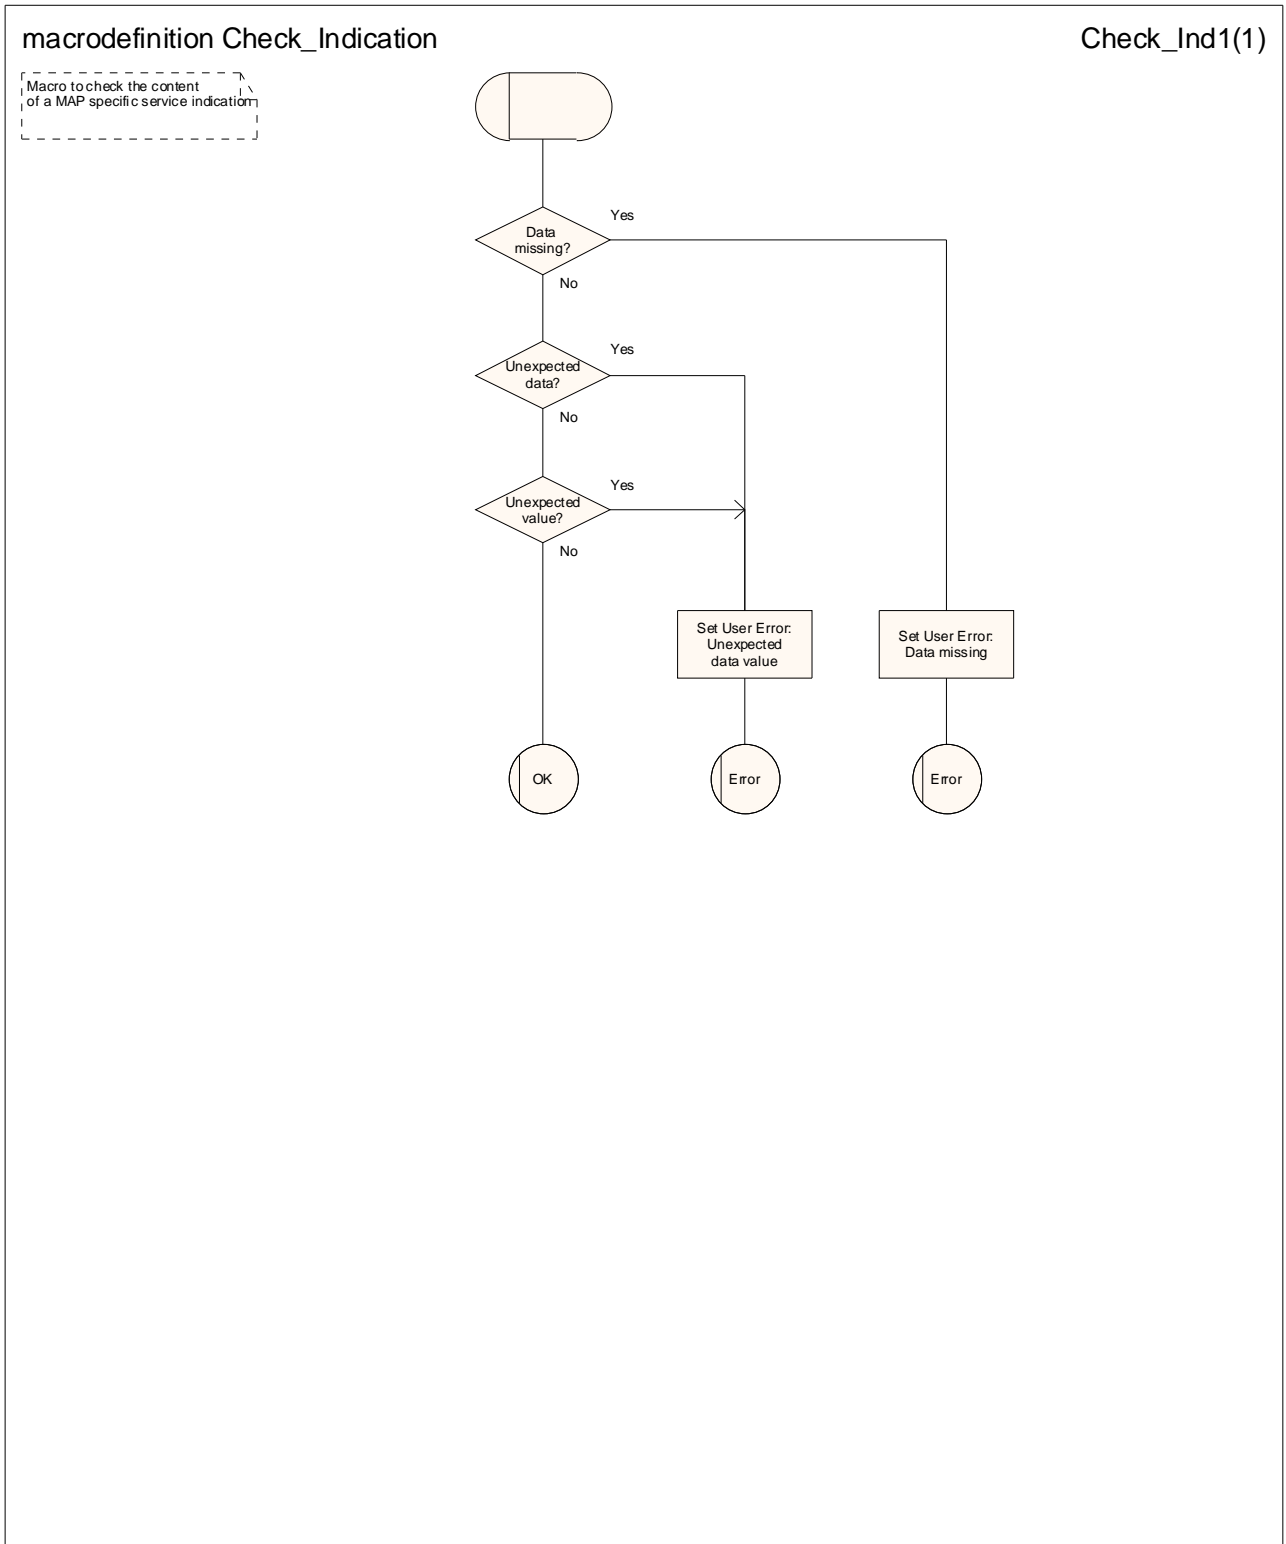 macrodefinition Check_Indication
Check_Ind1(1)
Macro to check the content
of a MAP specific service indication
Yes
Data
missing?
No
Yes
Unexpected
data?
No
Yes
Unexpected
value?
No
Set User Error:
Unexpected
data value
Set User Error:
Data missing
OK
Error
Error